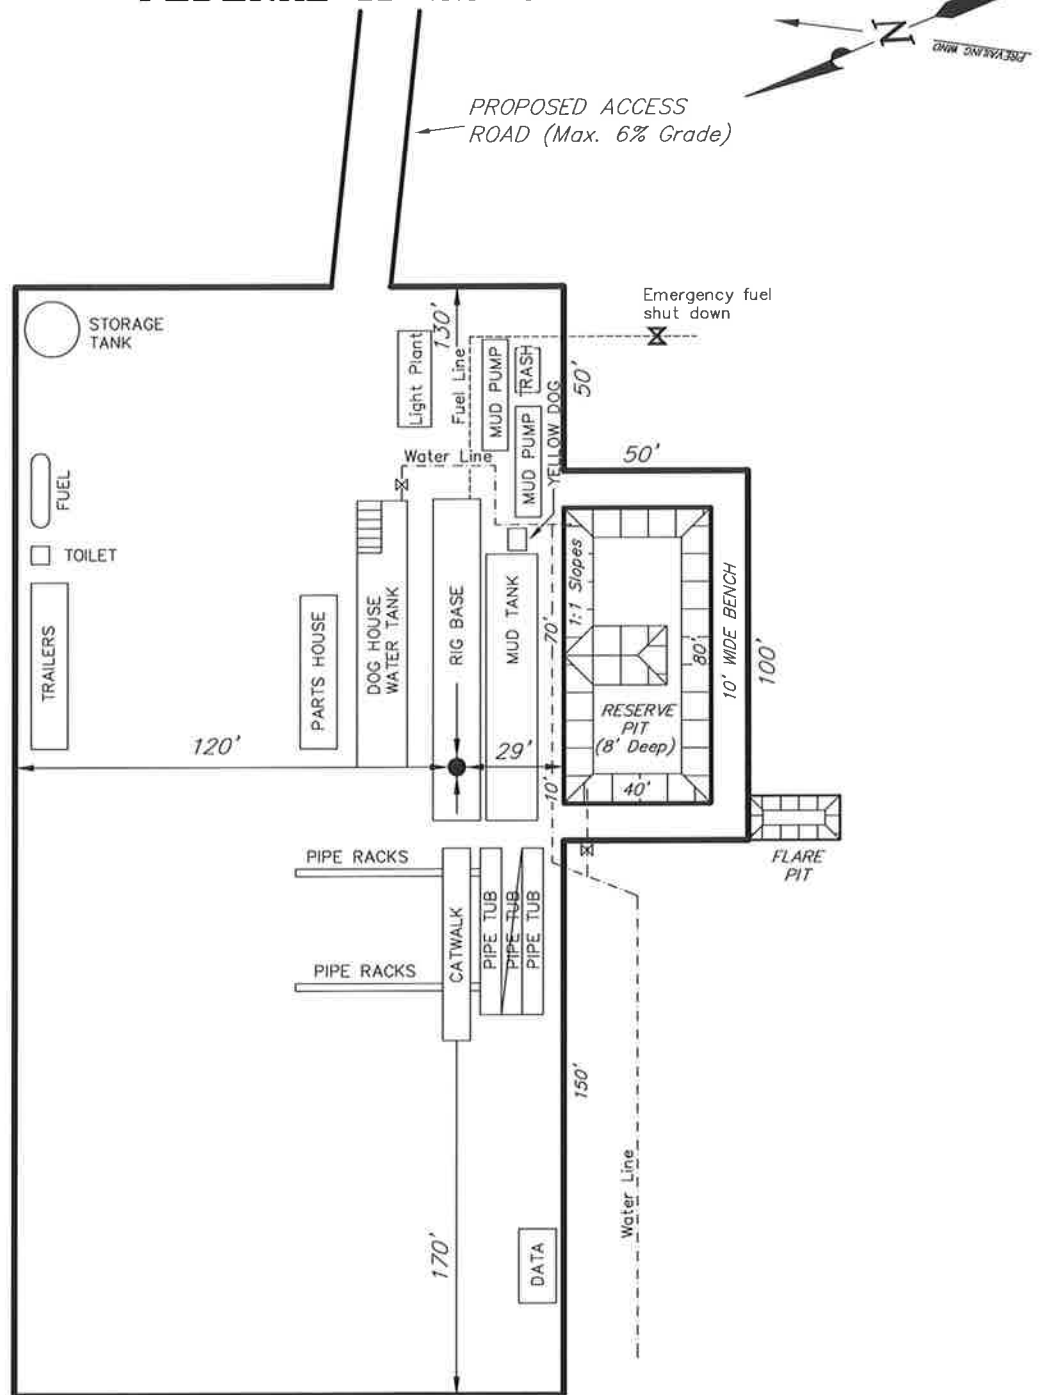 N
PREVAILING WIND
PROPOSED ACCESS
ROAD (Max. 6% Grade)
Emergency fuel
shut down
STORAGE
TANK
Light Plant
130'
Fuel Line
MUD PUMP
TRASH
50'
MUD PUMP
YELLOW DOG
Water Line
50'
FUEL
TOILET
TRAILERS
PARTS HOUSE
DOG HOUSE
WATER TANK
RIG BASE
MUD TANK
70'
1:1 Slopes
80'
10' WIDE BENCH
100'
RESERVE
PIT
(8' Deep)
120'
29'
10'
40'
FLARE
PIT
PIPE RACKS
PIPE RACKS
CATWALK
PIPE TUB
PIPE TUB
PIPE TUB
150'
Water Line
170'
DATA